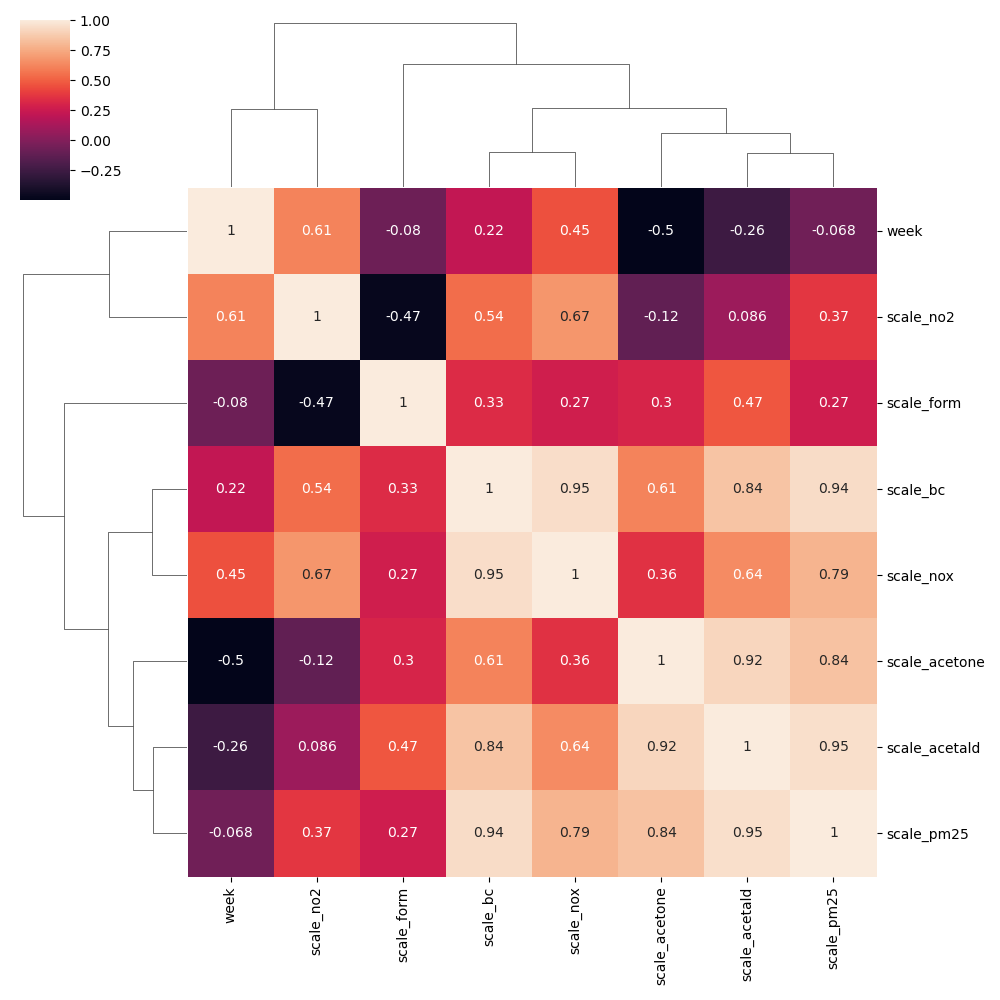 1.00
0.75
0.50
0.25
0.00
−0.25
1 0.61 -0.08 0.22 0.45 -0.5 -0.26 -0.068 week
0.61 1 -0.47 0.54 0.67 -0.12 0.086 0.37 scale_no2
-0.08 -0.47 1 0.33 0.27 0.3 0.47 0.27 scale_form
0.22 0.54 0.33 1 0.95 0.61 0.84 0.94 scale_bc
0.45 0.67 0.27 0.95 1 0.36 0.64 0.79 scale_nox
-0.5 -0.12 0.3 0.61 0.36 1 0.92 0.84 scale_acetone
-0.26 0.086 0.47 0.84 0.64 0.92 1 0.95 scale_acetald
-0.068 0.37 0.27 0.94 0.79 0.84 0.95 1 scale_pm25
week
scale_no2
scale_form
scale_bc
scale_nox
scale_acetone
scale_acetald
scale_pm25